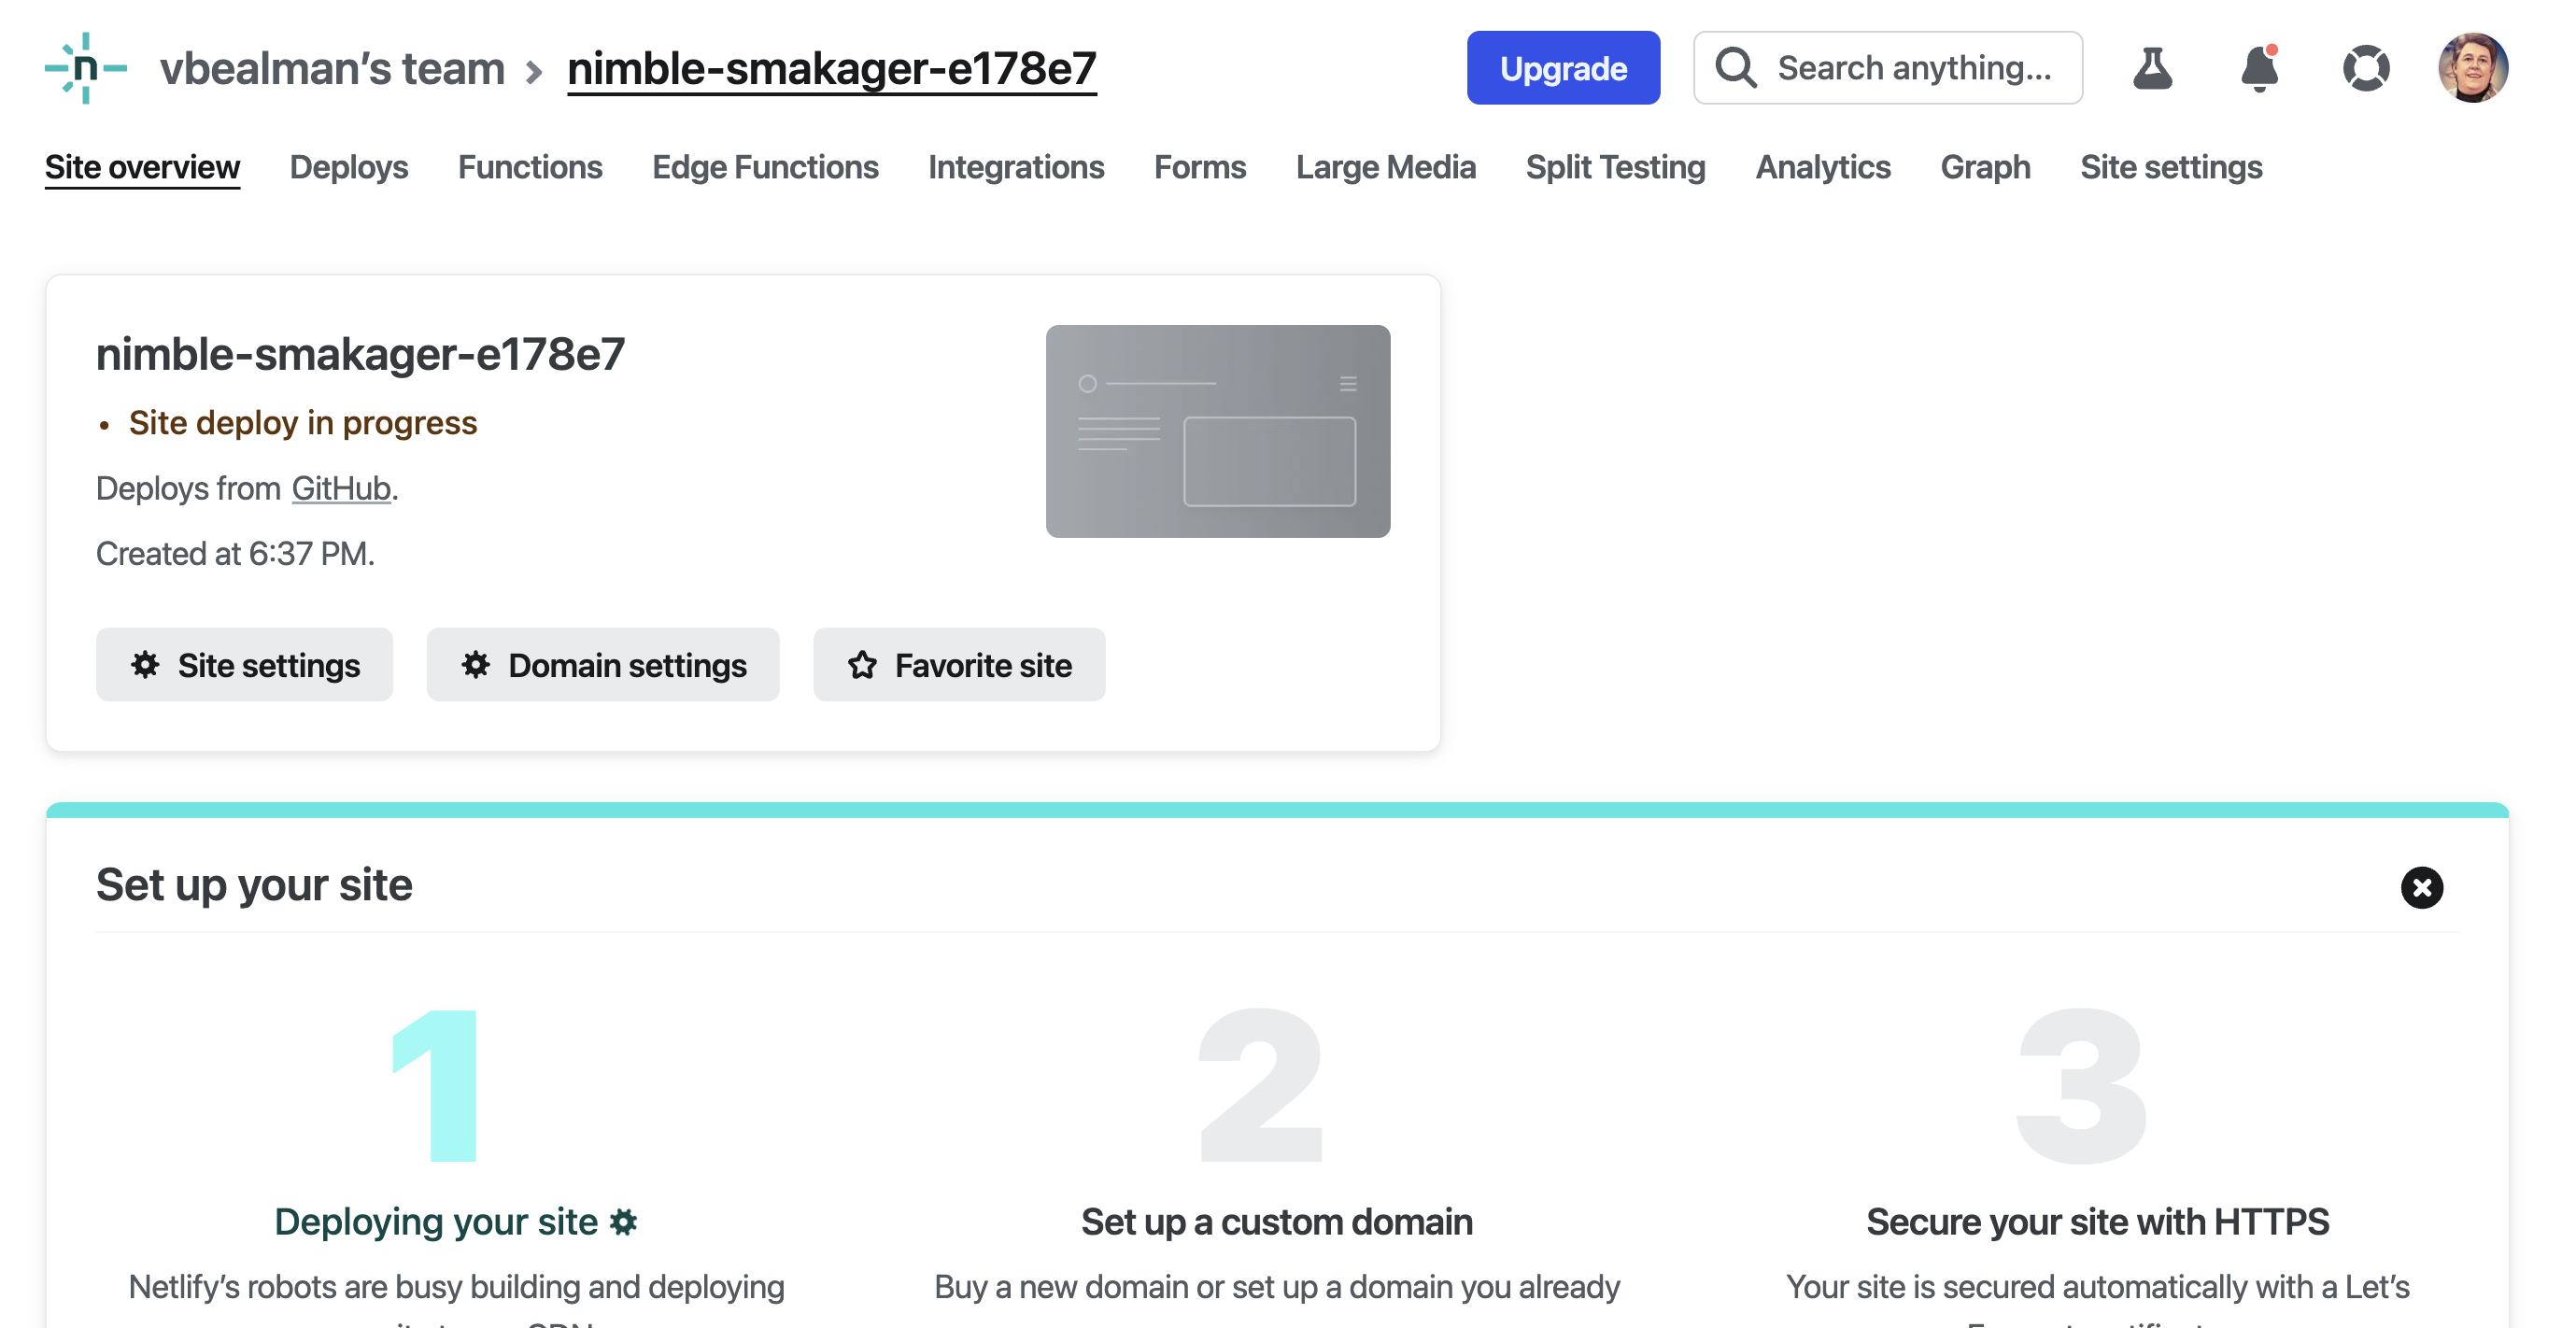 n vbealman’s team › nimble-smakager-e178e7 Upgrade Search anything...
Site overview Deploys Functions Edge Functions Integrations Forms Large Media Split Testing Analytics Graph Site settings
nimble-smakager-e178e7
• Site deploy in progress
Deploys from GitHub.
Created at 6:37 PM.
Site settings Domain settings Favorite site
Set up your site
1 2 3
Deploying your site Set up a custom domain Secure your site with HTTPS
Netlify’s robots are busy building and deploying Buy a new domain or set up a domain you already Your site is secured automatically with a Let’s